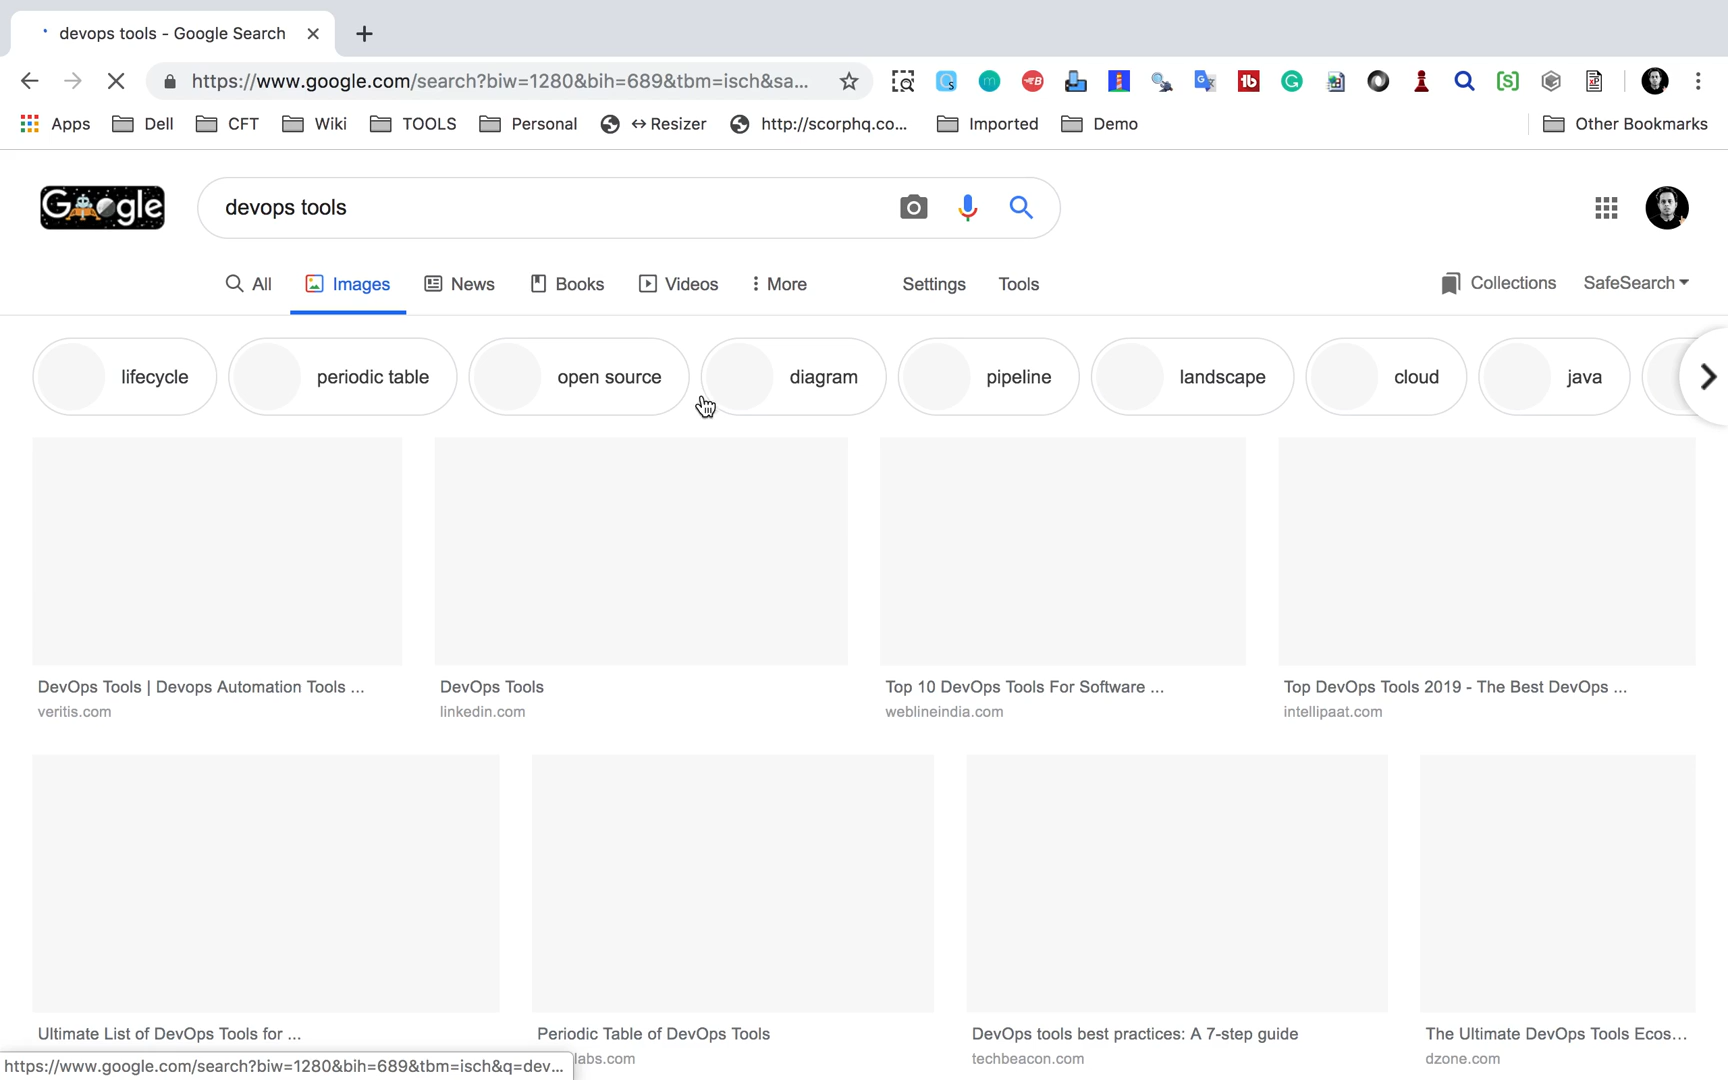 devops tools - Google Search
https://www.google.com/search?biw=1280&bih=689&tbm=isch&sa...
Apps Dell CFT Wiki TOOLS Personal ↔Resizer http://scorphq.co... Imported Demo Other Bookmarks
Google devops tools
All Images News Books Videos More Settings Tools Collections SafeSearch
lifecycle periodic table open source diagram pipeline landscape cloud java
DevOps Tools | Devops Automation Tools ...
veritis.com
DevOps Tools
linkedin.com
Top 10 DevOps Tools For Software ...
weblineindia.com
Top DevOps Tools 2019 - The Best DevOps ...
intellipaat.com
Ultimate List of DevOps Tools for ...
Periodic Table of DevOps Tools
labs.com
DevOps tools best practices: A 7-step guide
techbeacon.com
The Ultimate DevOps Tools Ecos...
dzone.com
https://www.google.com/search?biw=1280&bih=689&tbm=isch&q=dev...